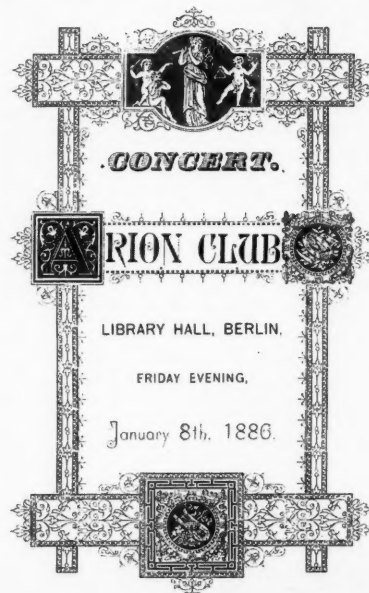 CONCERT.
ARION CLUB
LIBRARY HALL, BERLIN,
FRIDAY EVENING,
January 8th, 1886.